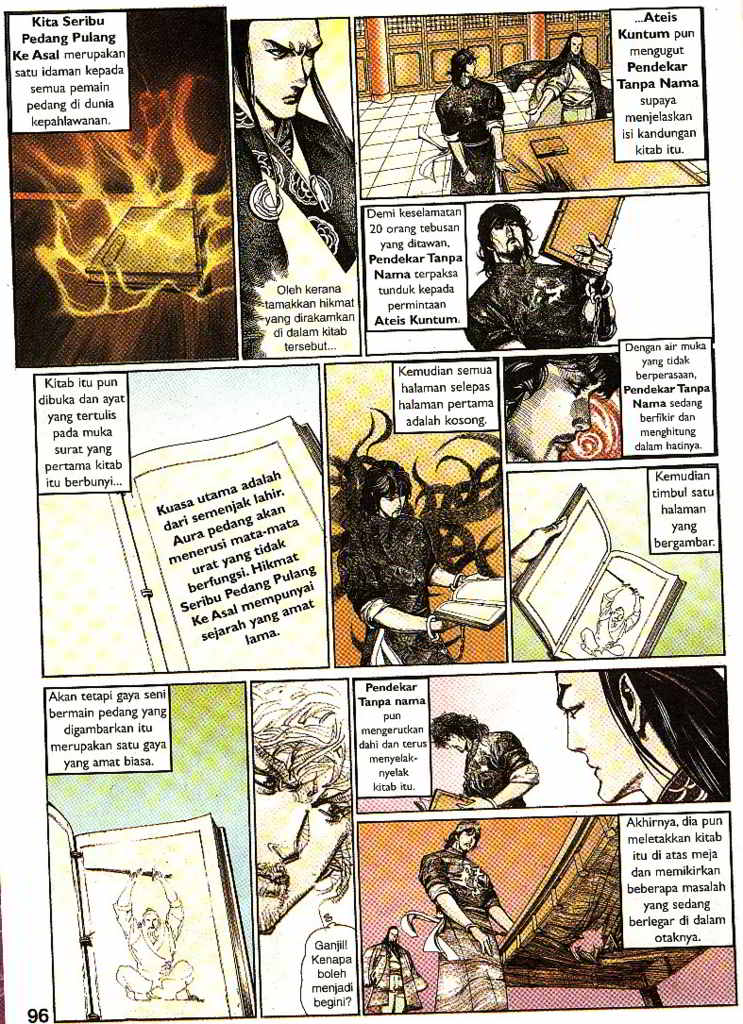 Kita Seribu
Pedang Pulang
Ke Asal merupakan
satu idaman kepada
semua pemain
pedang di dunia
kepahlawanan.
Oleh kerana
tamakkan hikmat
yang dirakamkan
di dalam kitab
tersebut...
...Ateis
Kuntum pun
mengugut
Pendekar
Tanpa Nama
supaya
menjelaskan
isi kandungan
kitab itu.
Demi keselamatan
20 orang tebusan
yang ditawan,
Pendekar Tanpa
Nama terpaksa
tunduk kepada
permintaan
Ateis Kuntum.
Kitab itu pun
dibuka dan ayat
yang tertulis
pada muka
surat yang
pertama kitab
itu berbunyi...
Kuasa utama adalah
dari semenjak lahir.
Aura pedang akan
menerusi mata-mata
urat yang tidak
berfungsi. Hikmat
Seribu Pedang Pulang
Ke Asal mempunyai
sejarah yang amat
lama.
Kemudian semua
halaman selepas
halaman pertama
adalah kosong.
Dengan air muka
yang tidak
berperasaan,
Pendekar Tanpa
Nama sedang
berfikir dan
menghitung
dalam hatinya.
Kemudian
timbul satu
halaman
yang
bergambar.
Akan tetapi gaya seni
bermain pedang yang
digambarkan itu
merupakan satu gaya
yang amat biasa.
Ganjil!
Kenapa
boleh
menjadi
begini?
Pendekar
Tanpa nama
pun
mengerutkan
dahi dan terus
menyelak-
nyelak
kitab itu.
Akhirnya, dia pun
meletakkan kitab
itu di atas meja
dan memikirkan
beberapa masalah
yang sedang
berlegar di dalam
otaknya.
96